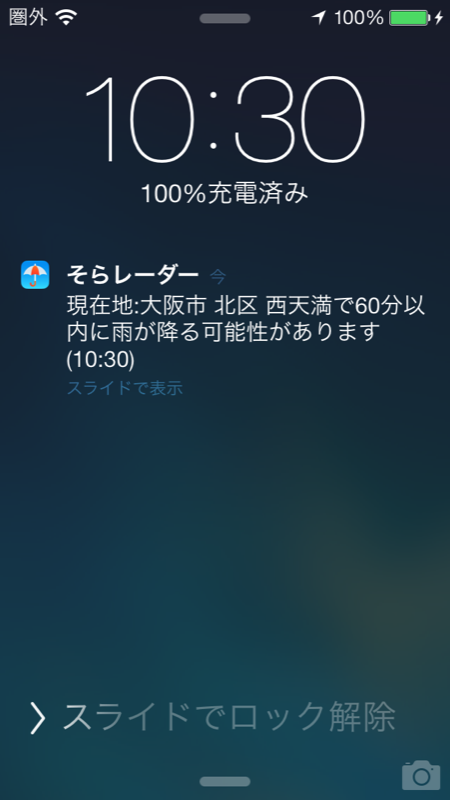 圏外 100%
10:30
100%充電済み
そらレーダー 今
現在地:大阪市 北区 西天満で60分以
内に雨が降る可能性があります
(10:30)
スライドで表示
スライドでロック解除